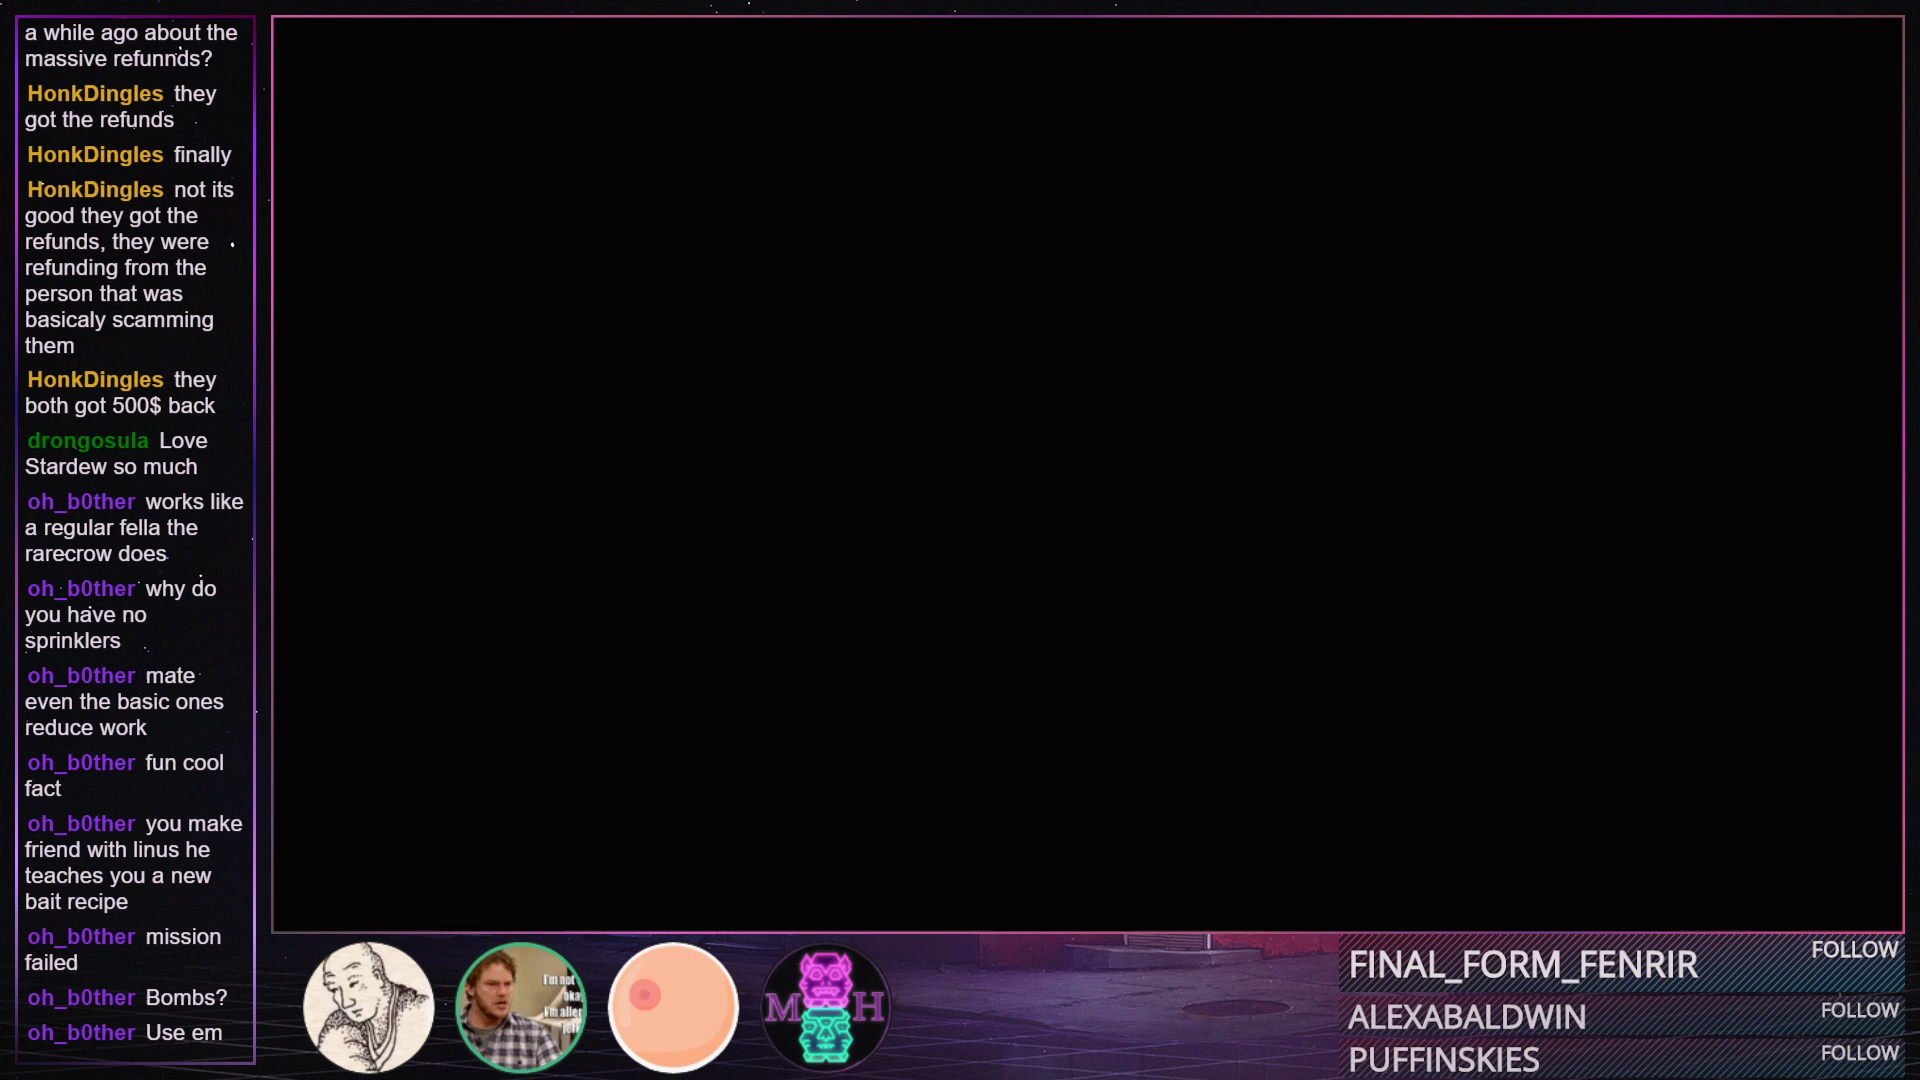 a while ago about the
massive refunnds?
HonkDingles they
got the refunds
HonkDingles finally
HonkDingles not its
good they got the
refunds, they were
refunding from the
person that was
basicaly scamming
them
HonkDingles they
both got 500$ back
drongosula Love
Stardew so much
oh_b0ther works like
a regular fella the
rarecrow does
oh_b0ther why do
you have no
sprinklers
oh_b0ther mate
even the basic ones
reduce work
oh_b0ther fun cool
fact
oh_b0ther you make
friend with linus he
teaches you a new
bait recipe
oh_b0ther mission
failed
oh_b0ther Bombs?
oh_b0ther Use em
I'm not
M H
FINAL_FORM_FENRIR FOLLOW
ALEXABALDWIN FOLLOW
PUFFINSKIES FOLLOW